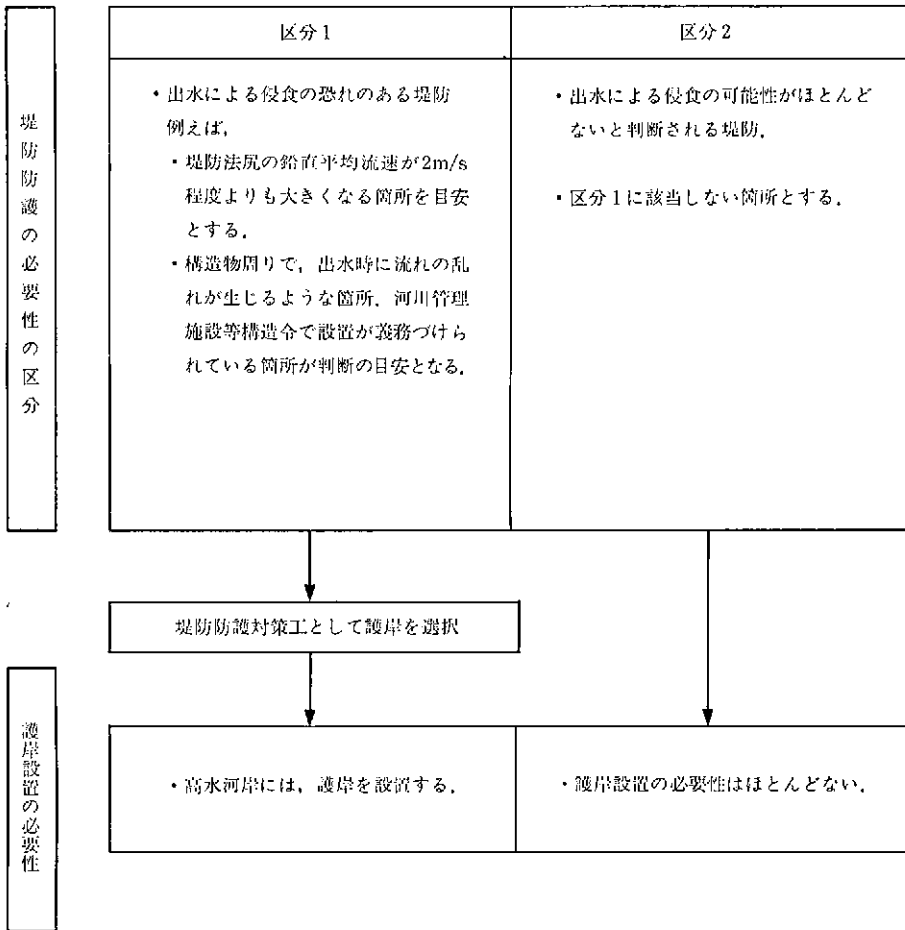 堤防防護の必要性の区分
区分1
区分2
・出水による侵食の恐れのある堤防
例えば,
・堤防法尻の鉛直平均流速が2m/s
程度よりも大きくなる箇所を目安
とする.
・構造物周りで,出水時に流れの乱
れが生じるような箇所.河川管理
施設等構造令で設置が義務づけら
れている箇所が判断の目安となる.
・出水による侵食の可能性がほとんど
ないと判断される堤防.
・区分1に該当しない箇所とする.
堤防防護対策工として護岸を選択
護岸設置の必要性
・高水河岸には,護岸を設置する.
・護岸設置の必要性はほとんどない.